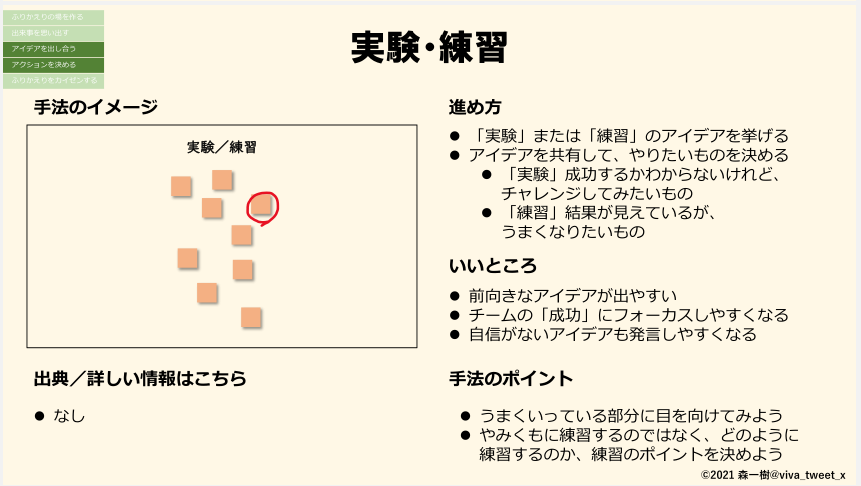 ふりかえりの場を作る
出来事を思い出す
アイデアを出し合う
アクションを決める
ふりかえりをカイゼンする
実験・練習
手法のイメージ
実験／練習
出典／詳しい情報はこちら
● なし
進め方
● 「実験」または「練習」のアイデアを挙げる
● アイデアを共有して、やりたいものを決める
● 「実験」成功するかわからないけれど、
チャレンジしてみたいもの
● 「練習」結果が見えているが、
うまくなりたいもの
いいところ
● 前向きなアイデアが出やすい
● チームの「成功」にフォーカスしやすくなる
● 自信がないアイデアも発言しやすくなる
手法のポイント
● うまくいっている部分に目を向けてみよう
● やみくもに練習するのではなく、どのように
練習するのか、練習のポイントを決めよう
©2021 森一樹@viva_tweet_x